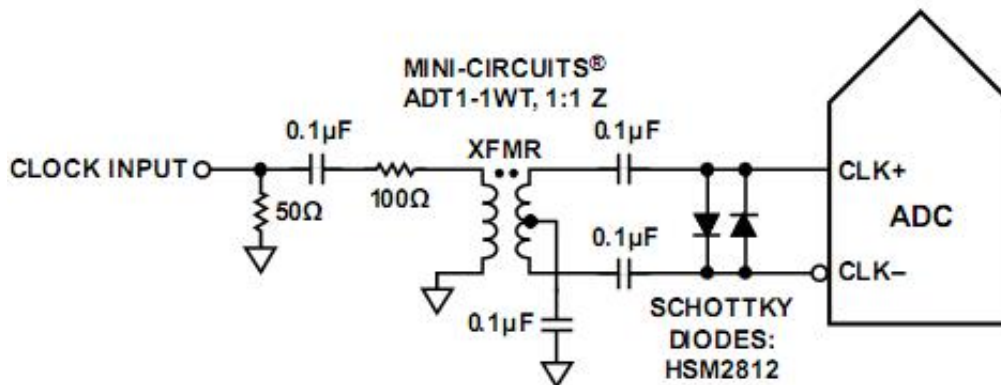 MINI-CIRCUITS®
ADT1-1WT, 1:1 Z
0.1µF
XFMR
0.1µF
CLOCK INPUT
CLK+
50Ω
100Ω
ADC
0.1µF
CLK–
0.1µF
SCHOTTKY
DIODES:
HSM2812